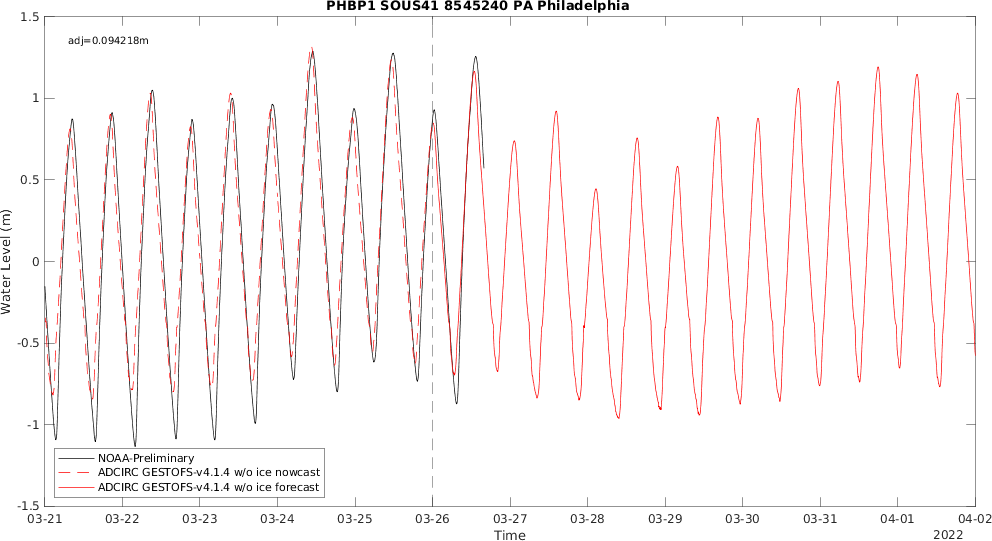 PHBP1 SOUS41 8545240 PA Philadelphia
adj=0.094218m
1.5
1
0.5
0
-0.5
-1
-1.5
Water Level (m)
NOAA-Preliminary
ADCIRC GESTOFS-v4.1.4 w/o ice nowcast
ADCIRC GESTOFS-v4.1.4 w/o ice forecast
03-21 03-22 03-23 03-24 03-25 03-26 03-27 03-28 03-29 03-30 03-31 04-01 04-02
Time
2022